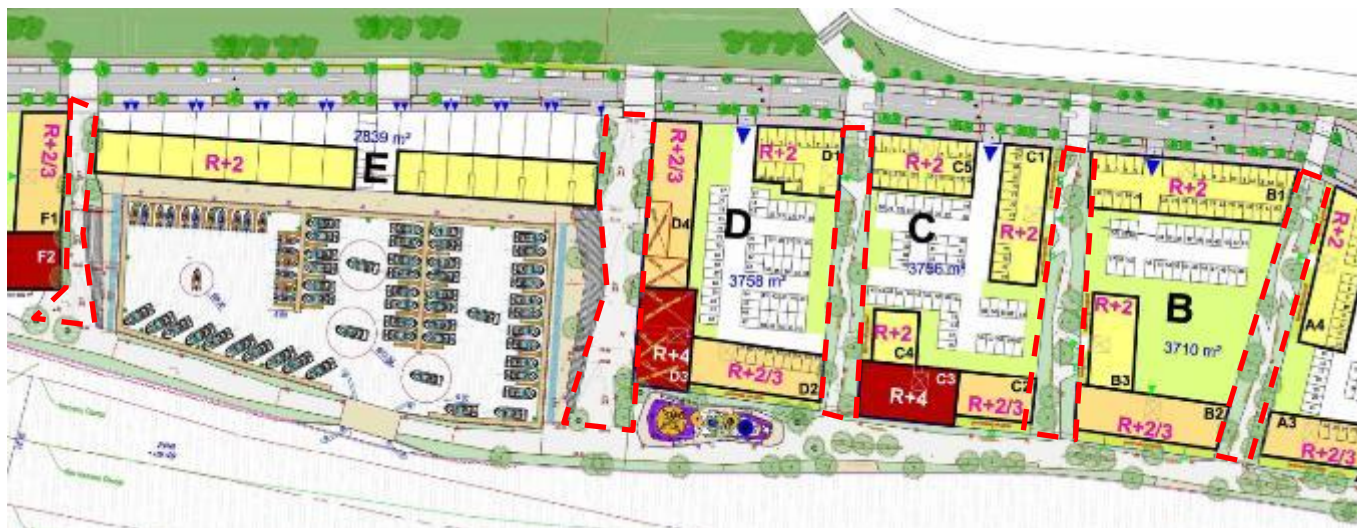 R+2/3
F1
F2
2839 m²
R+2
E
R+2/3
D4
R+4
D3
R+2
D1
D
3758 m²
R+2/3
D2
R+2
C5
C1
R+2
C
3756 m²
R+2
C4
R+4
C3
R+2/3
C2
R+2
B1
B
3710 m²
R+2
B3
R+2/3
B2
R+2
A4
A3
R+2/3